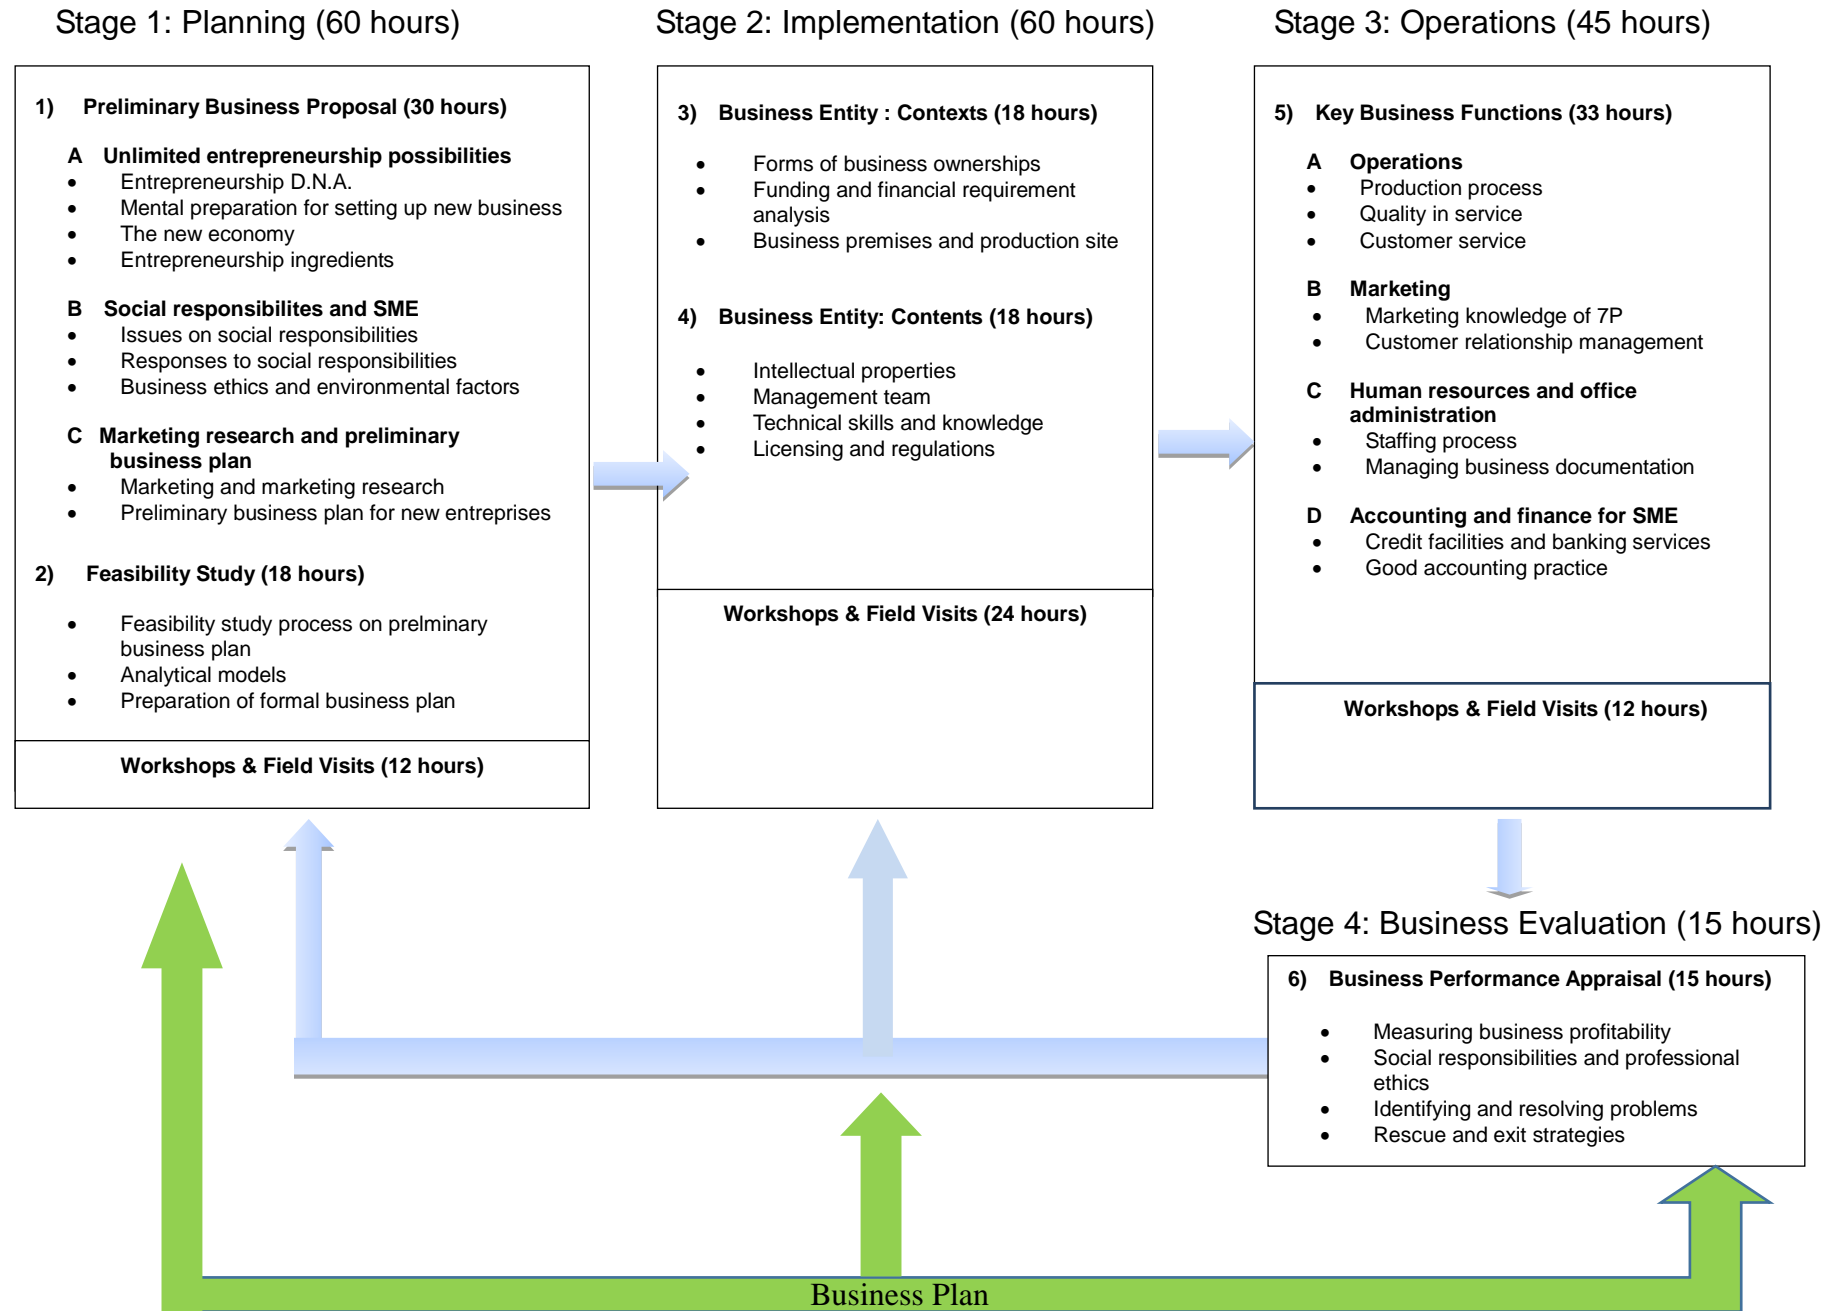 Stage 1: Planning (60 hours)
1) Preliminary Business Proposal (30 hours)
A Unlimited entrepreneurship possibilities
• Entrepreneurship D.N.A.
• Mental preparation for setting up new business
• The new economy
• Entrepreneurship ingredients
B Social responsibilites and SME
• Issues on social responsibilities
• Responses to social responsibilities
• Business ethics and environmental factors
C Marketing research and preliminary
business plan
• Marketing and marketing research
• Preliminary business plan for new entreprises
2) Feasibility Study (18 hours)
• Feasibility study process on prelminary
business plan
• Analytical models
• Preparation of formal business plan
Workshops & Field Visits (12 hours)
Stage 2: Implementation (60 hours)
3) Business Entity : Contexts (18 hours)
• Forms of business ownerships
• Funding and financial requirement
analysis
• Business premises and production site
4) Business Entity: Contents (18 hours)
• Intellectual properties
• Management team
• Technical skills and knowledge
• Licensing and regulations
Workshops & Field Visits (24 hours)
Stage 3: Operations (45 hours)
5) Key Business Functions (33 hours)
A Operations
• Production process
• Quality in service
• Customer service
B Marketing
• Marketing knowledge of 7P
• Customer relationship management
C Human resources and office
administration
• Staffing process
• Managing business documentation
D Accounting and finance for SME
• Credit facilities and banking services
• Good accounting practice
Workshops & Field Visits (12 hours)
Stage 4: Business Evaluation (15 hours)
6) Business Performance Appraisal (15 hours)
• Measuring business profitability
• Social responsibilities and professional
ethics
• Identifying and resolving problems
• Rescue and exit strategies
Business Plan